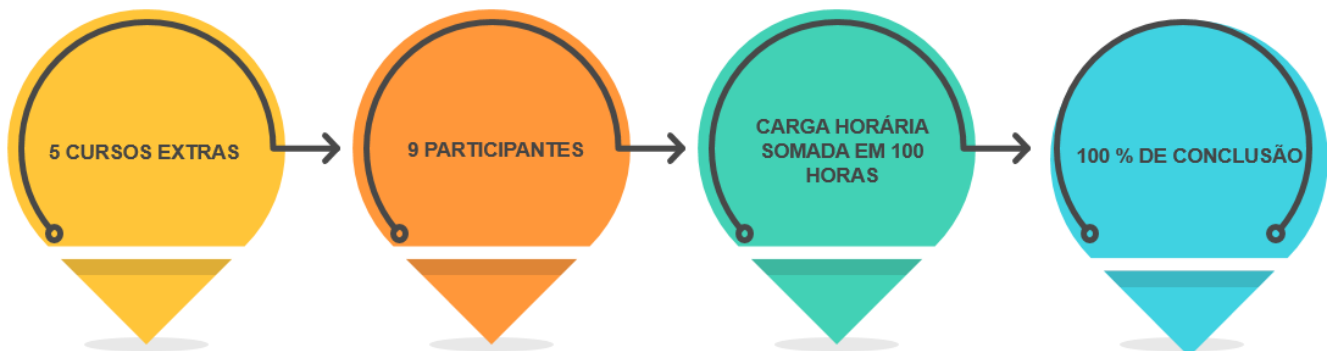 5 CURSOS EXTRAS
9 PARTICIPANTES
CARGA HORÁRIA
SOMADA EM 100
HORAS
100 % DE CONCLUSÃO